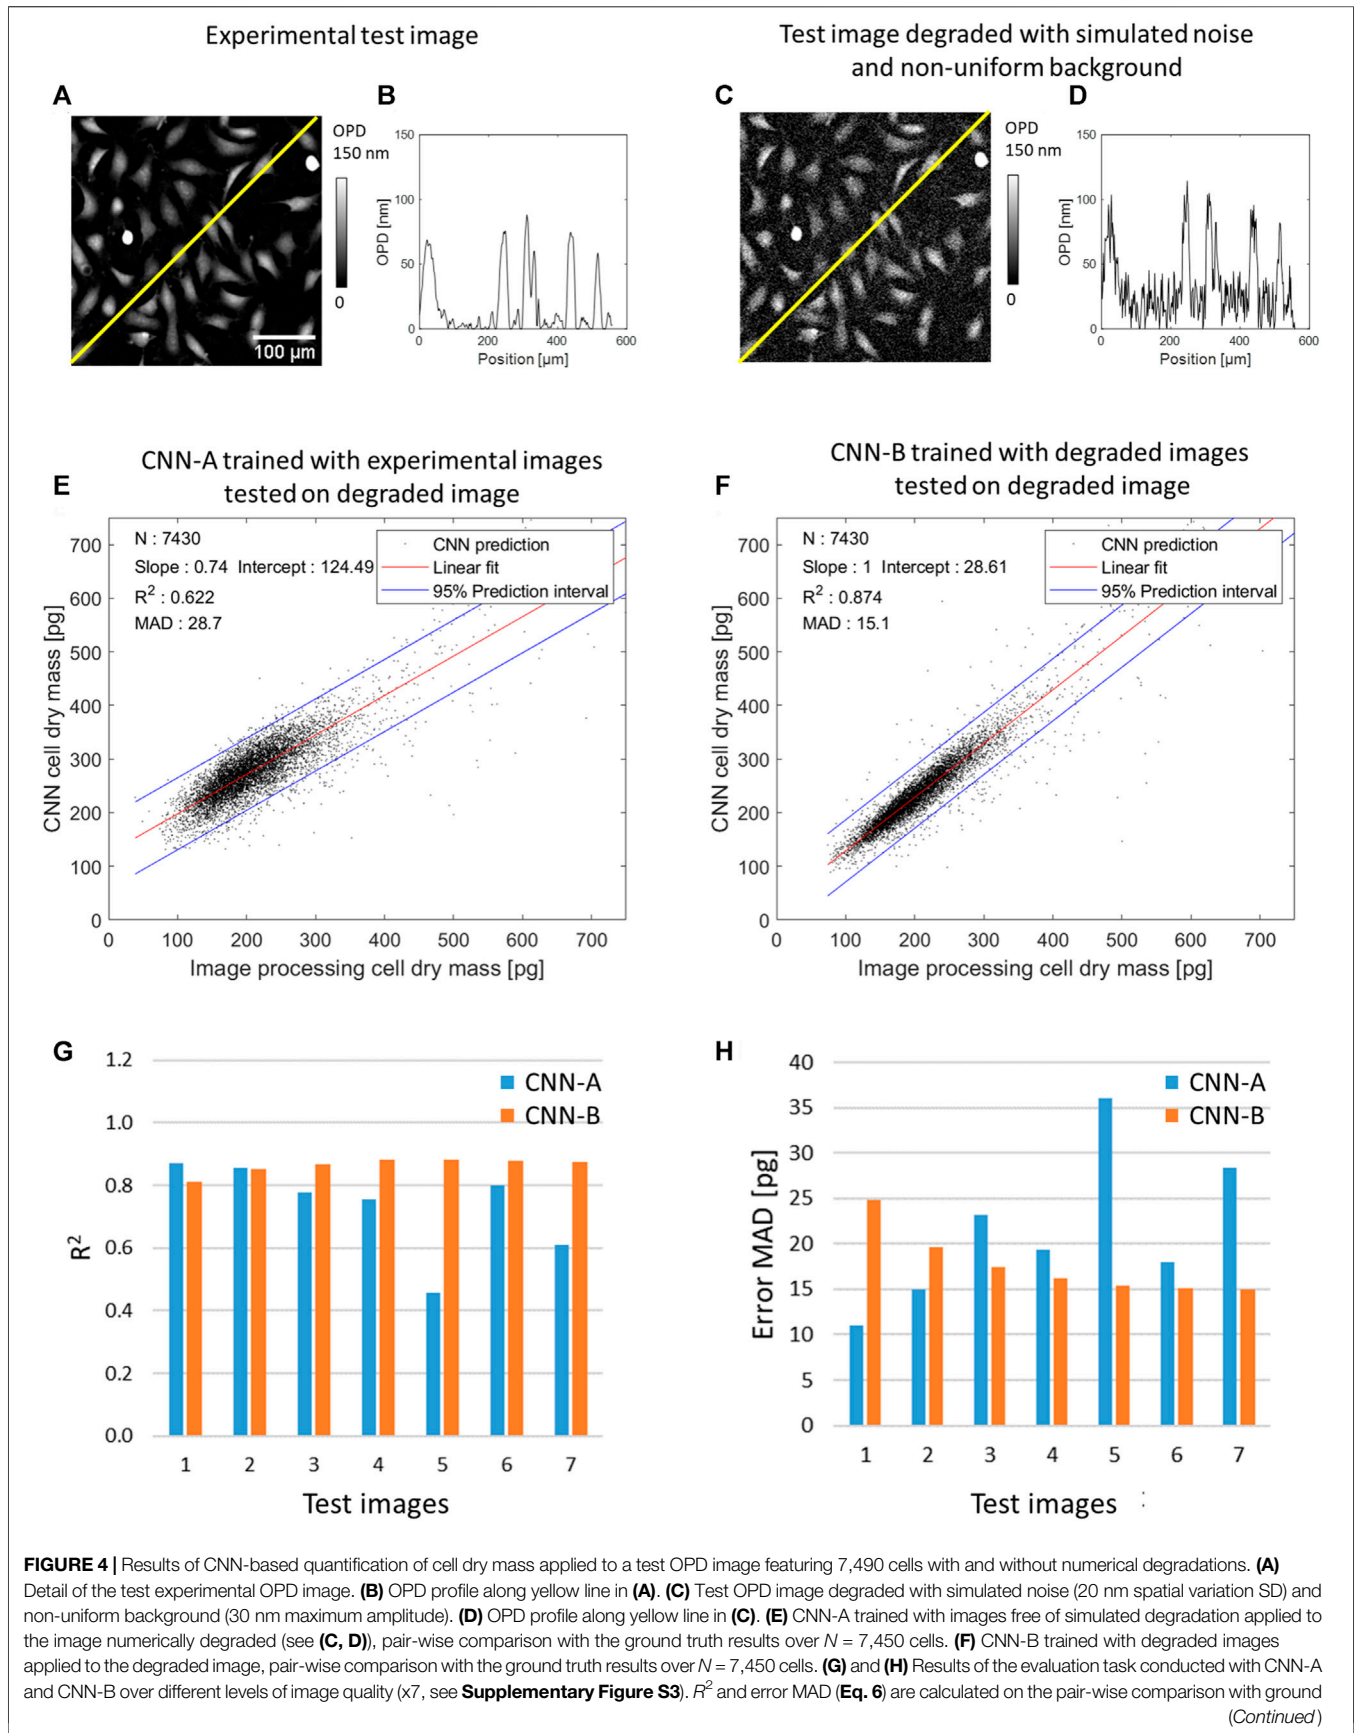 Experimental test image
Test image degraded with simulated noise
and non-uniform background
A
B
C
D
OPD
150 nm
0
100 µm
150
100
50
0
OPD [nm]
0 200 400 600
Position [µm]
OPD
150 nm
0
150
100
50
0
OPD [nm]
0 200 400 600
Position [µm]
CNN-A trained with experimental images
tested on degraded image
E
N : 7430
Slope : 0.74 Intercept : 124.49
R2 : 0.622
MAD : 28.7
CNN prediction
Linear fit
95% Prediction interval
700
600
500
400
300
200
100
0
CNN cell dry mass [pg]
0 100 200 300 400 500 600 700
Image processing cell dry mass [pg]
CNN-B trained with degraded images
tested on degraded image
F
N : 7430
Slope : 1 Intercept : 28.61
R2 : 0.874
MAD : 15.1
CNN prediction
Linear fit
95% Prediction interval
700
600
500
400
300
200
100
0
CNN cell dry mass [pg]
0 100 200 300 400 500 600 700
Image processing cell dry mass [pg]
G
1.2
1.0
0.8
0.6
0.4
0.2
0.0
R2
CNN-A
CNN-B
1 2 3 4 5 6 7
Test images
H
40
35
30
25
20
15
10
5
0
Error MAD [pg]
CNN-A
CNN-B
1 2 3 4 5 6 7
Test images :
FIGURE 4 | Results of CNN-based quantification of cell dry mass applied to a test OPD image featuring 7,490 cells with and without numerical degradations. (A)
Detail of the test experimental OPD image. (B) OPD profile along yellow line in (A). (C) Test OPD image degraded with simulated noise (20 nm spatial variation SD) and
non-uniform background (30 nm maximum amplitude). (D) OPD profile along yellow line in (C). (E) CNN-A trained with images free of simulated degradation applied to
the image numerically degraded (see (C, D)), pair-wise comparison with the ground truth results over N = 7,450 cells. (F) CNN-B trained with degraded images
applied to the degraded image, pair-wise comparison with the ground truth results over N = 7,450 cells. (G) and (H) Results of the evaluation task conducted with CNN-A
and CNN-B over different levels of image quality (x7, see Supplementary Figure S3). R2 and error MAD (Eq. 6) are calculated on the pair-wise comparison with ground
(Continued)